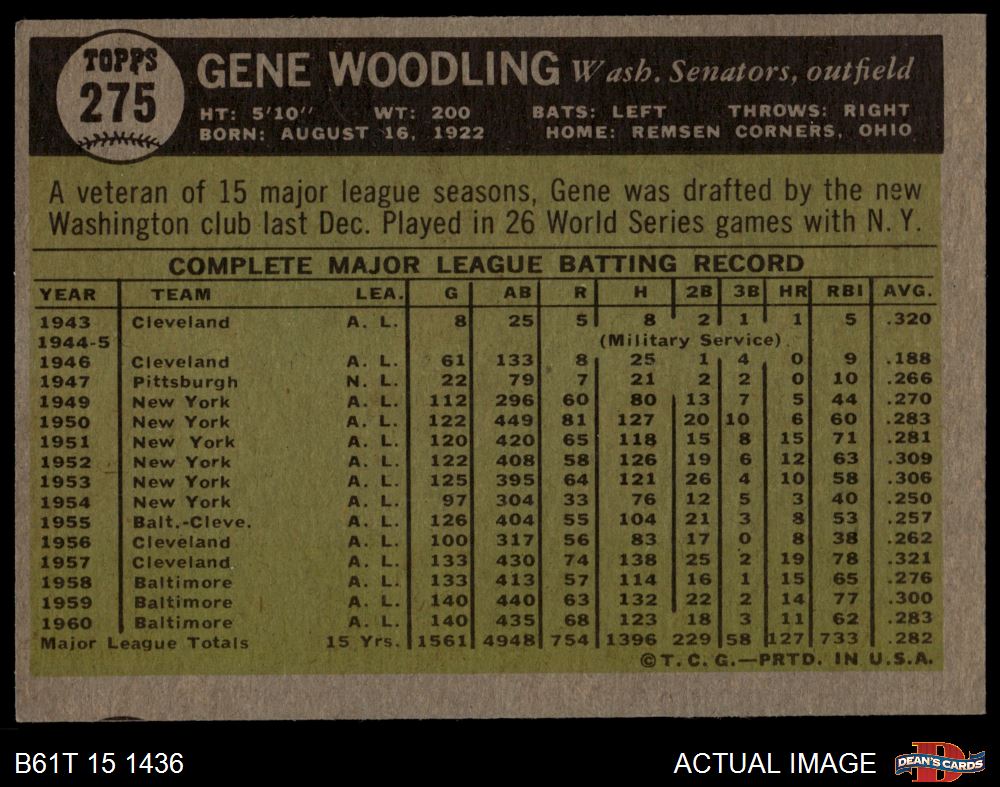 TOPPS
275
GENE WOODLING Wash. Senators, outfield
HT: 5'10" WT: 200 BATS: LEFT THROWS: RIGHT
BORN: AUGUST 16, 1922 HOME: REMSEN CORNERS, OHIO
A veteran of 15 major league seasons, Gene was drafted by the new
Washington club last Dec. Played in 26 World Series games with N. Y.
COMPLETE MAJOR LEAGUE BATTING RECORD
YEAR TEAM LEA. G AB R H 2B 3B HR RBI AVG.
1943 Cleveland A. L. 8 25 5 8 2 1 1 5 .320
1944-5 (Military Service)
1946 Cleveland A. L. 61 133 8 25 1 4 0 9 .188
1947 Pittsburgh N. L. 22 79 7 21 2 2 0 10 .266
1949 New York A. L. 112 296 60 80 13 7 5 44 .270
1950 New York A. L. 122 449 81 127 20 10 6 60 .283
1951 New York A. L. 120 420 65 118 15 8 15 71 .281
1952 New York A. L. 122 408 58 126 19 6 12 63 .309
1953 New York A. L. 125 395 64 121 26 4 10 58 .306
1954 New York A. L. 97 304 33 76 12 5 3 40 .250
1955 Balt.-Cleve. A. L. 126 404 55 104 21 3 8 53 .257
1956 Cleveland A. L. 100 317 56 83 17 0 8 38 .262
1957 Cleveland A. L. 133 430 74 138 25 2 19 78 .321
1958 Baltimore A. L. 133 413 57 114 16 1 15 65 .276
1959 Baltimore A. L. 140 440 63 132 22 2 14 77 .300
1960 Baltimore A. L. 140 435 68 123 18 3 11 62 .283
Major League Totals 15 Yrs. 1561 4948 754 1396 229 58 127 733 .282
©T. C. G.—PRTD. IN U.S.A.
B61T 15 1436 ACTUAL IMAGE DEAN'S CARDS